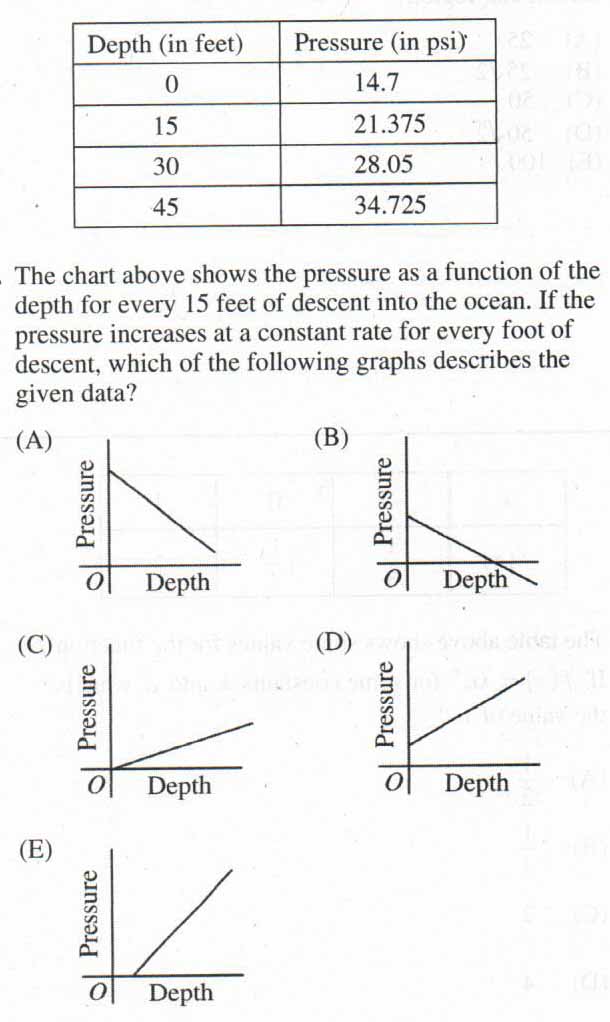 Depth (in feet) Pressure (in psi)
0 14.7
15 21.375
30 28.05
45 34.725
The chart above shows the pressure as a function of the
depth for every 15 feet of descent into the ocean. If the
pressure increases at a constant rate for every foot of
descent, which of the following graphs describes the
given data?
(A) (B)
Pressure Pressure
O Depth O Depth
(C) (D)
Pressure Pressure
O Depth O Depth
(E)
Pressure
O Depth